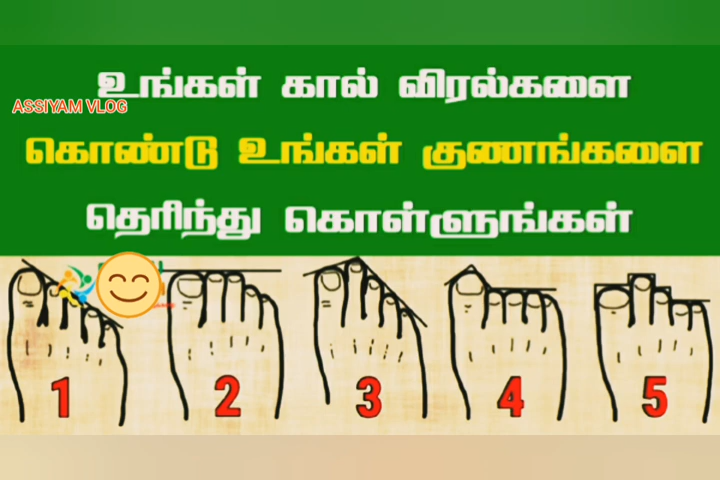 உங்கள் கால் விரல்களை
ASSIYAM VLOG
கொண்டு உங்கள் குணங்களை
தெரிந்து கொள்ளுங்கள்
1 2 3 4 5